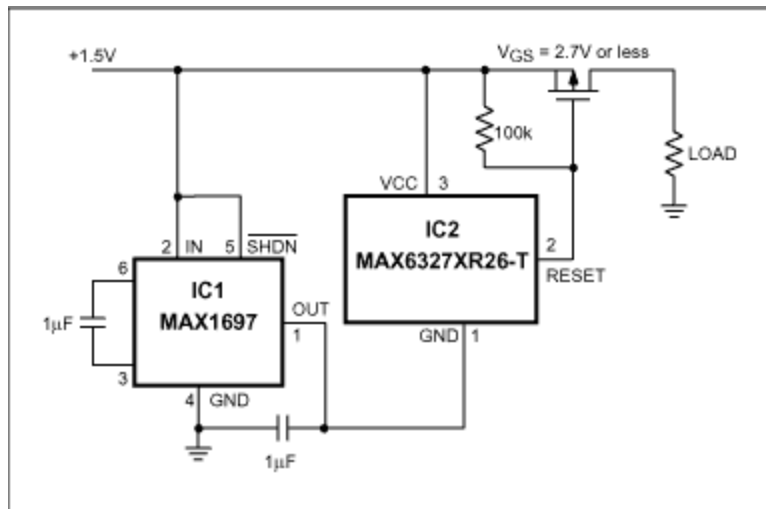 +1.5V
V_GS = 2.7V or less
100k
LOAD
VCC 3
IC2
MAX6327XR26-T
2
RESET
GND 1
2 IN 5 SHDN
6
IC1
MAX1697
OUT
1
1µF
3
4 GND
1µF